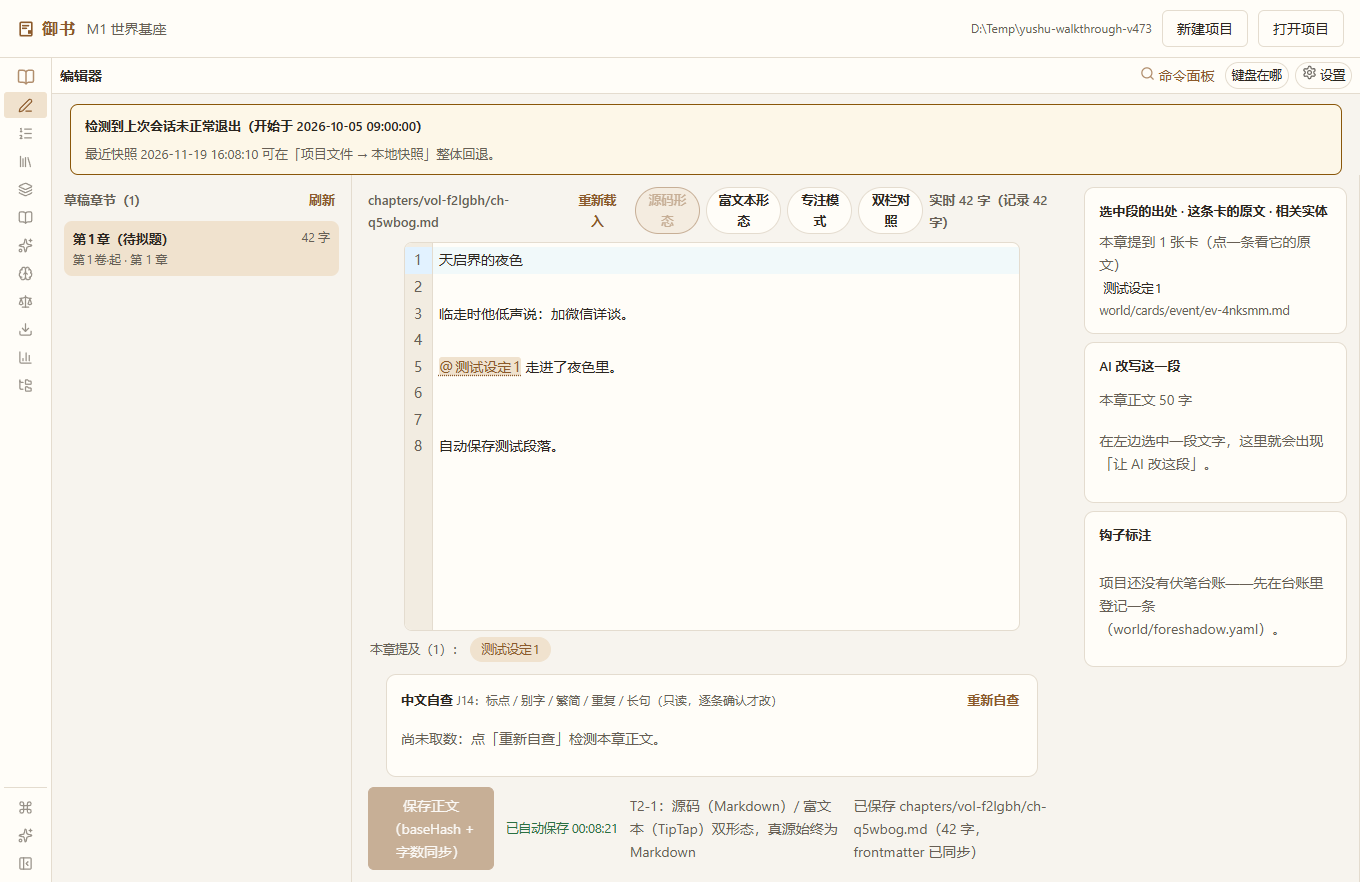 御书 M1 世界基座
D:\Temp\yushu-walkthrough-v473 新建项目 打开项目
编辑器
命令面板 键盘在哪 设置
检测到上次会话未正常退出（开始于 2026-10-05 09:00:00）
最近快照 2026-11-19 16:08:10 可在「项目文件 → 本地快照」整体回退。
草稿章节（1） 刷新
第1章（待拟题） 42 字
第1卷·起 · 第 1 章
chapters/vol-f2lgbh/ch-
q5wbog.md
重新载
入
源码形
态
富文本形
态
专注模
式
双栏对
照
实时 42 字（记录 42
字）
1 天启界的夜色
2
3 临走时他低声说：加微信详谈。
4
5 @测试设定1 走进了夜色里。
6
7
8 自动保存测试段落。
本章提及（1）： 测试设定1
中文自查 J14：标点 / 别字 / 繁简 / 重复 / 长句（只读，逐条确认才改） 重新自查
尚未取数：点「重新自查」检测本章正文。
保存正文
（baseHash +
字数同步）
已自动保存 00:08:21
T2-1：源码（Markdown）/ 富文
本（TipTap）双形态，真源始终为
Markdown
已保存 chapters/vol-f2lgbh/ch-
q5wbog.md（42 字，
frontmatter 已同步）
选中段的出处 · 这条卡的原文 · 相关实体
本章提到 1 张卡（点一条看它的原
文）
测试设定1
world/cards/event/ev-4nksmm.md
AI 改写这一段
本章正文 50 字
在左边选中一段文字，这里就会出现
「让 AI 改这段」。
钩子标注
项目还没有伏笔台账——先在台账里
登记一条
（world/foreshadow.yaml）。